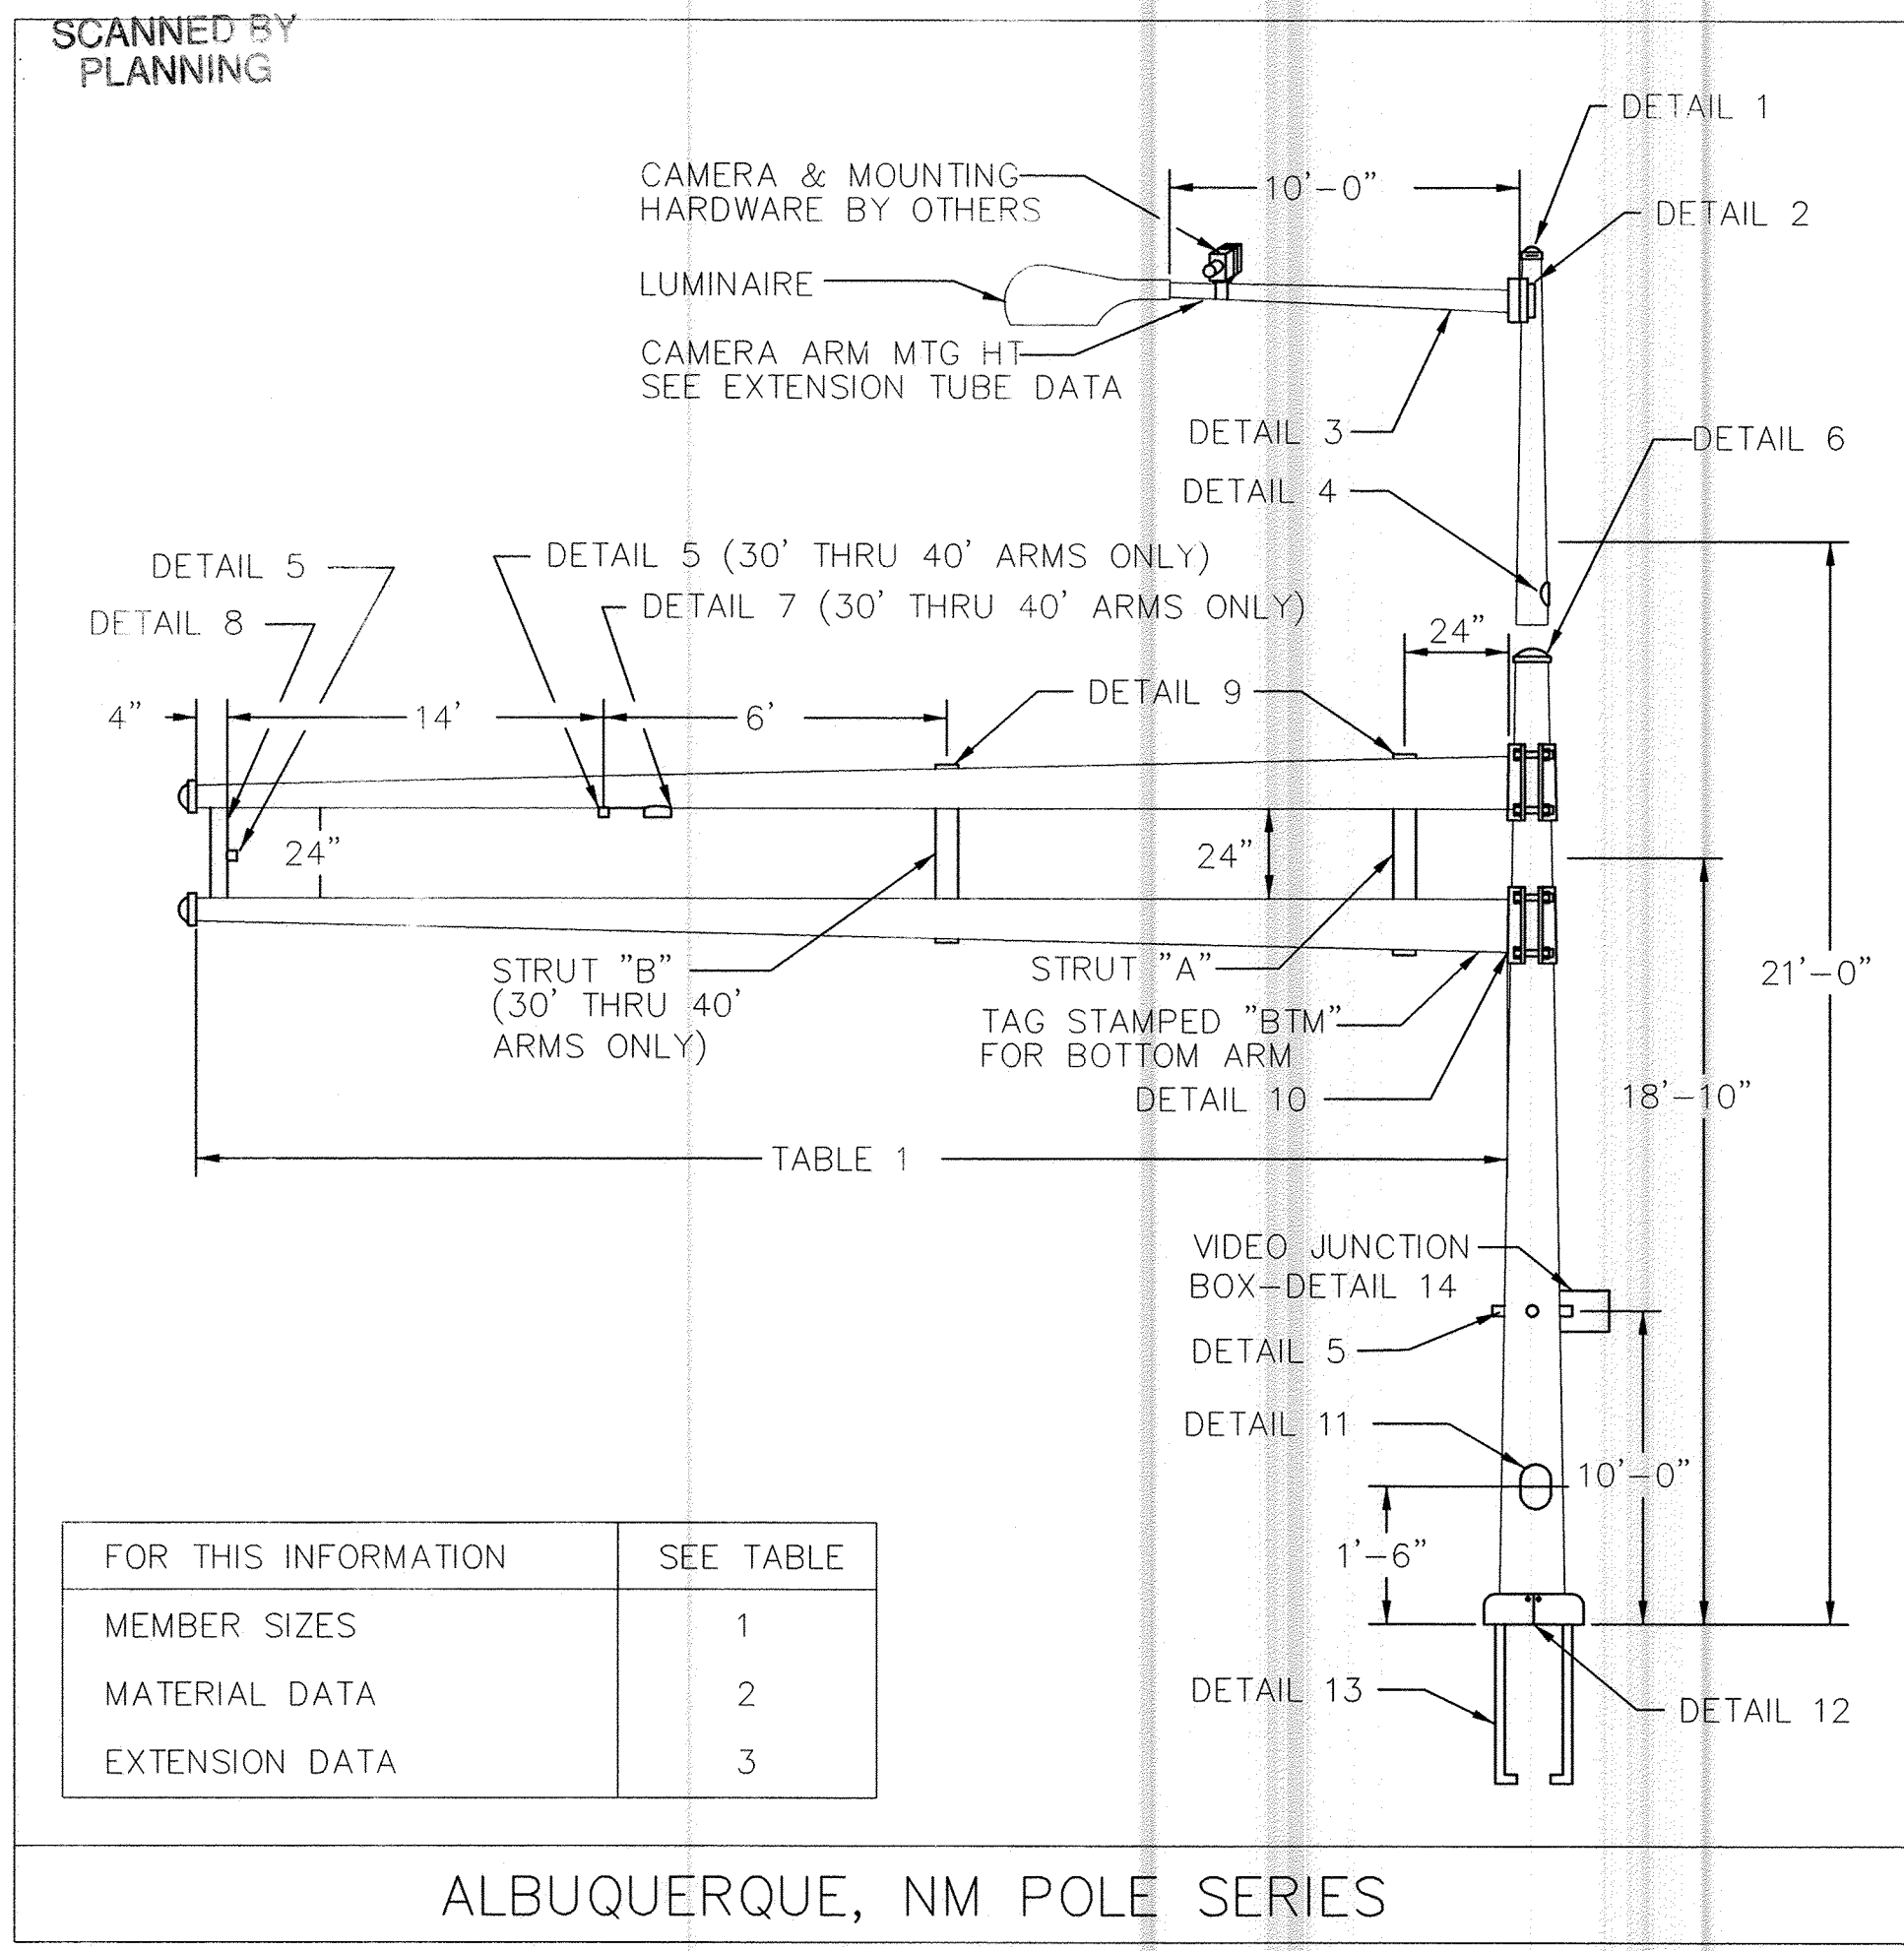 SCANNED BY
PLANNING
DETAIL 1
CAMERA & MOUNTING
HARDWARE BY OTHERS
10'-0"
DETAIL 2
LUMINAIRE
CAMERA ARM MTG HT
SEE EXTENSION TUBE DATA
DETAIL 3
DETAIL 6
DETAIL 4
DETAIL 5
DETAIL 5 (30' THRU 40' ARMS ONLY)
DETAIL 7 (30' THRU 40' ARMS ONLY)
DETAIL 8
24"
DETAIL 9
4"
14'
6'
24"
24"
STRUT "B"
(30' THRU 40'
ARMS ONLY)
STRUT "A"
TAG STAMPED "BTM"
FOR BOTTOM ARM
DETAIL 10
21'-0"
18'-10"
TABLE 1
VIDEO JUNCTION
BOX-DETAIL 14
DETAIL 5
DETAIL 11
10'-0"
1'-6"
FOR THIS INFORMATION SEE TABLE
MEMBER SIZES 1
MATERIAL DATA 2
EXTENSION DATA 3
DETAIL 13
DETAIL 12
ALBUQUERQUE, NM POLE SERIES